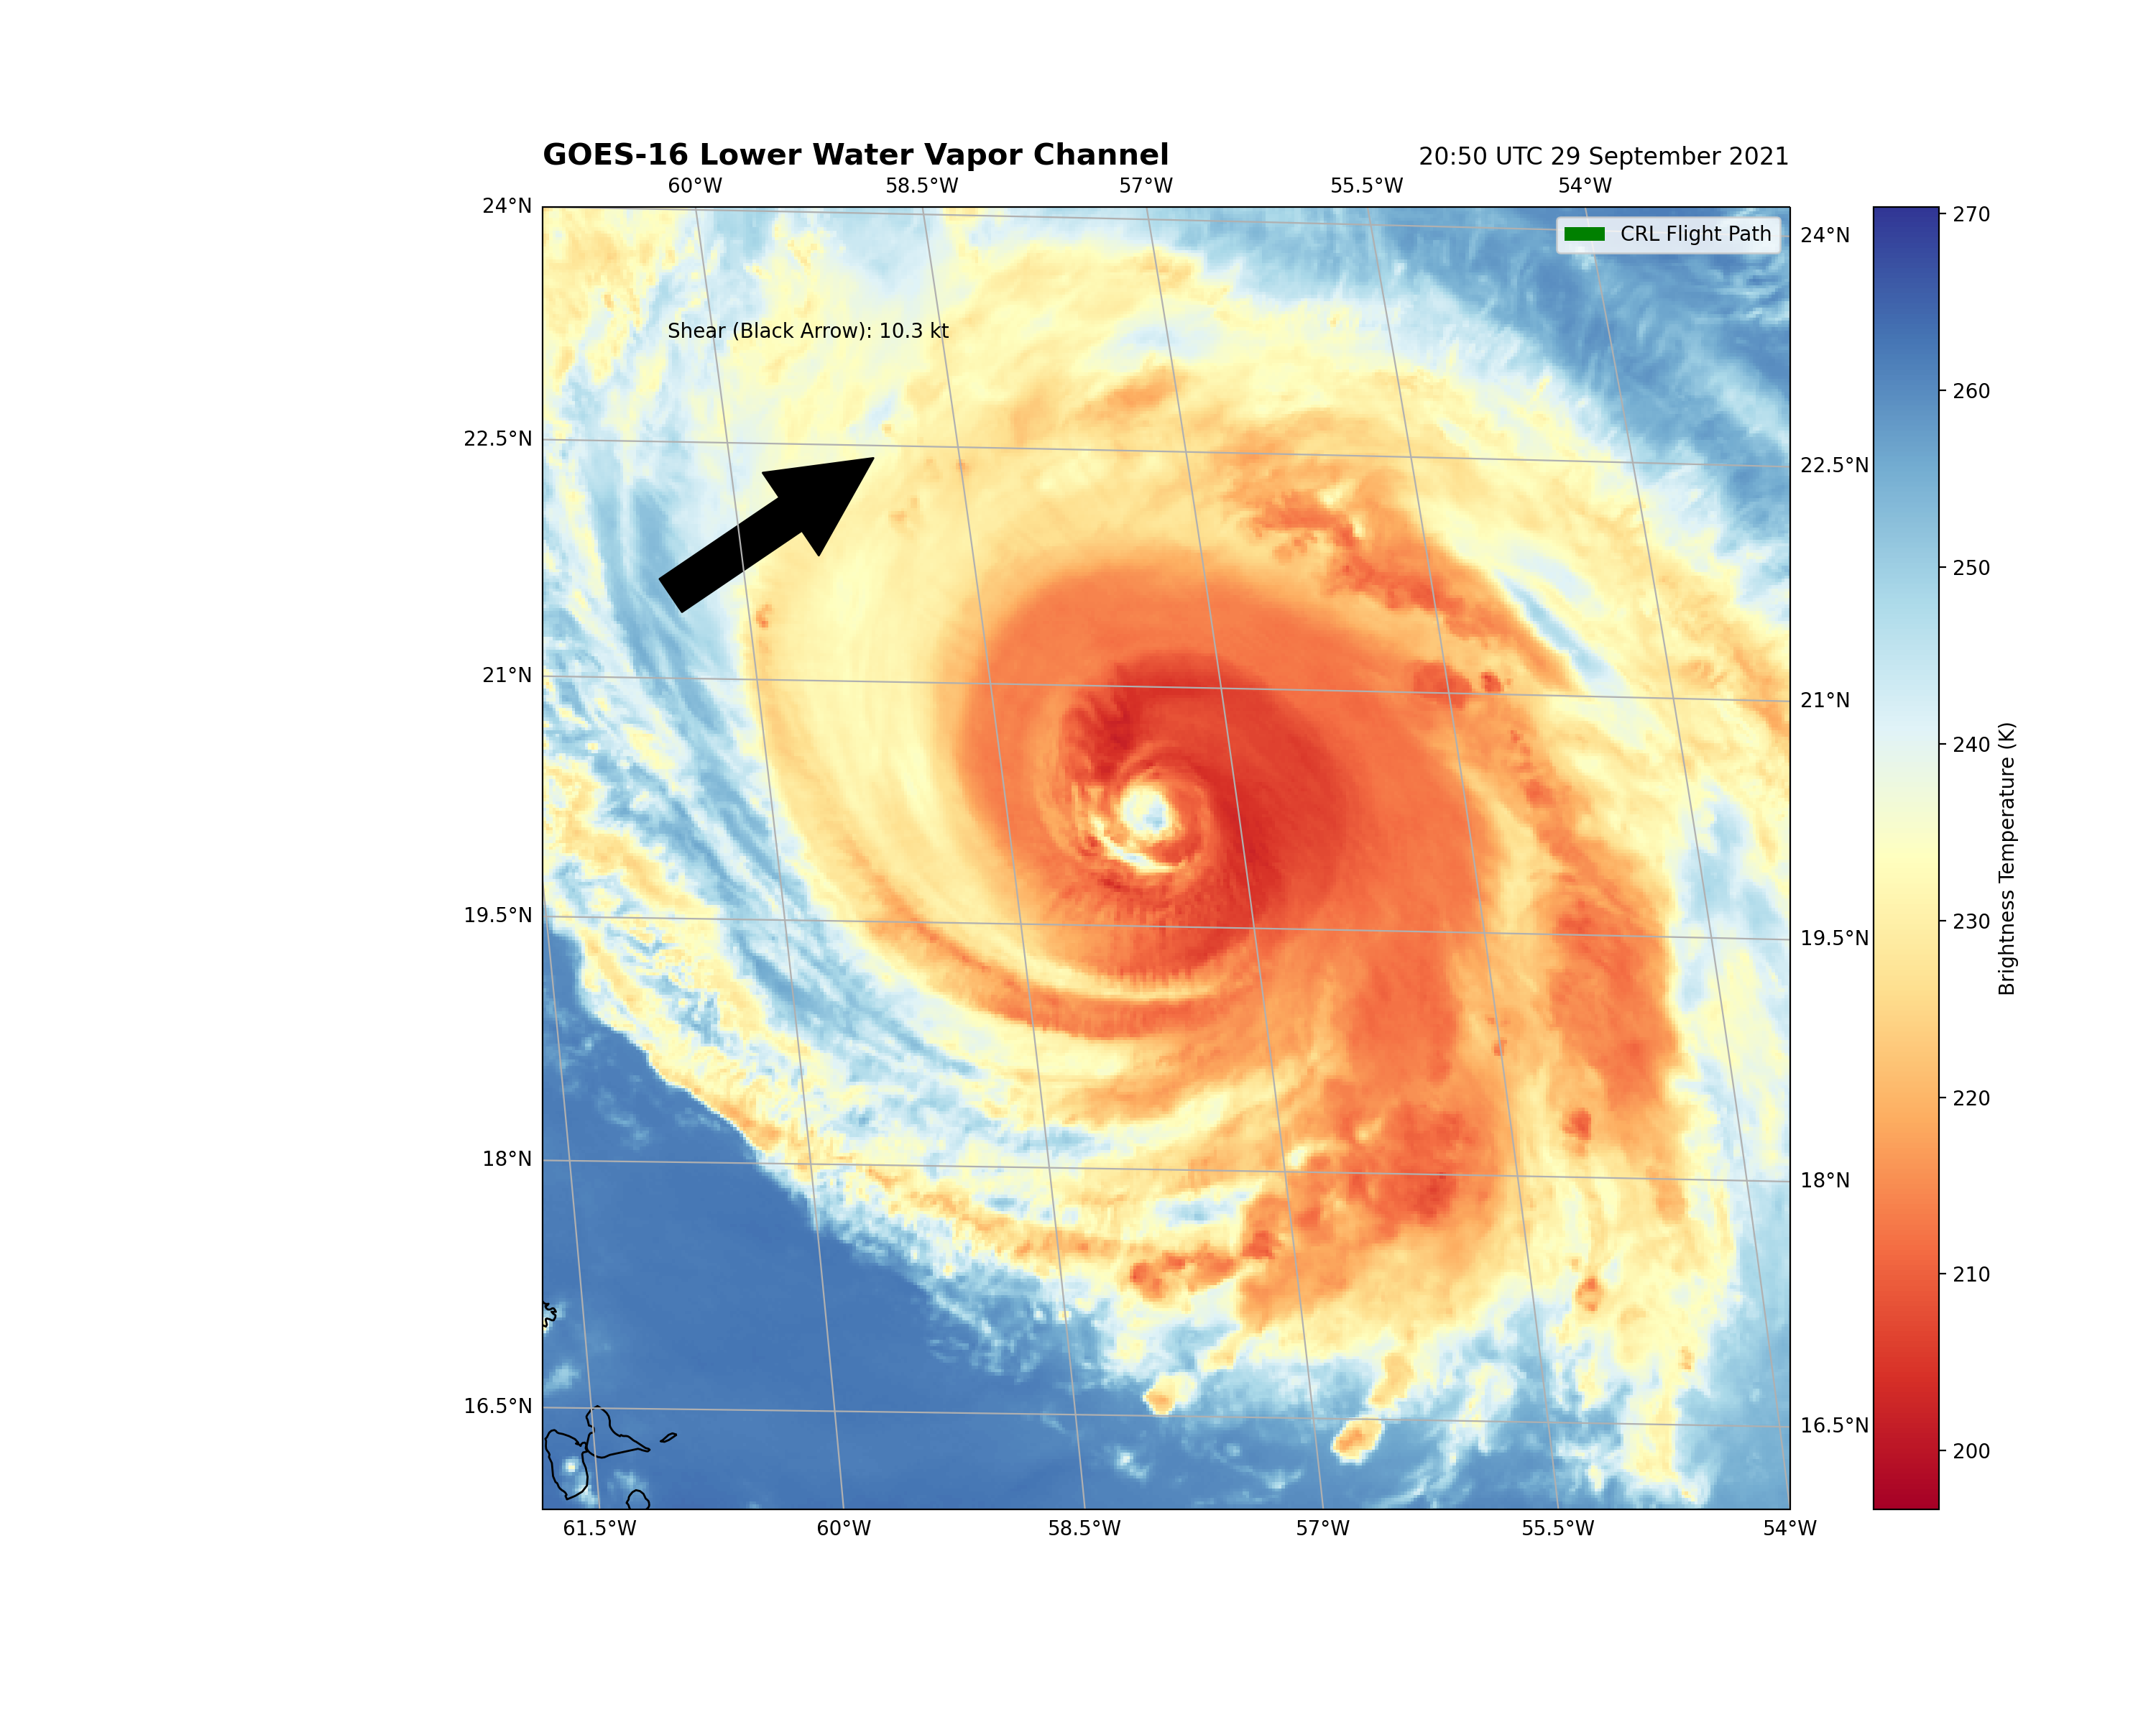 GOES-16 Lower Water Vapor Channel
20:50 UTC 29 September 2021
60°W 58.5°W 57°W 55.5°W 54°W
24°N
CRL Flight Path
24°N
270
Shear (Black Arrow): 10.3 kt
260
22.5°N
22.5°N
250
21°N
21°N
240
Brightness Temperature (K)
19.5°N
19.5°N
230
220
18°N
18°N
210
16.5°N
16.5°N
200
61.5°W 60°W 58.5°W 57°W 55.5°W 54°W